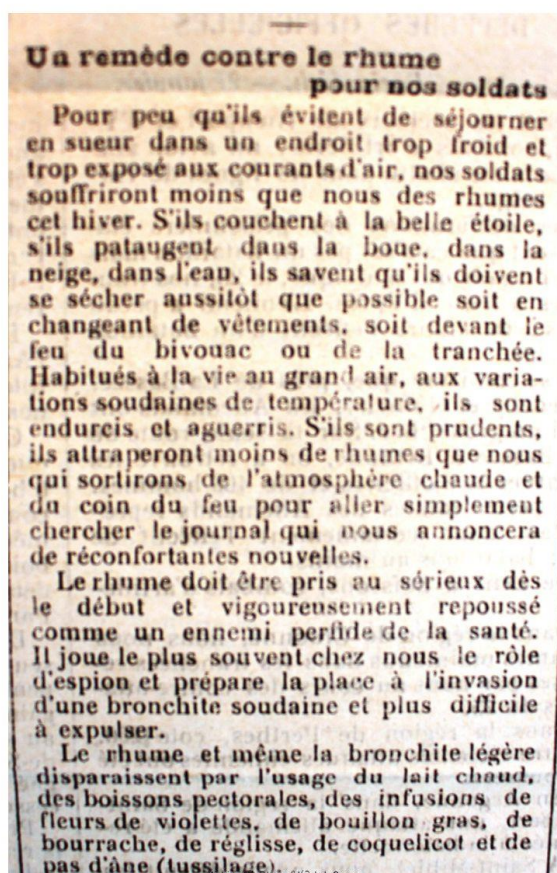 Un remède contre le rhume
pour nos soldats
Pour peu qu'ils évitent de séjourner
en sueur dans un endroit trop froid et
trop exposé aux courants d'air, nos soldats
souffriront moins que nous des rhumes
cet hiver. S'ils couchent à la belle étoile,
s'ils pataugent dans la boue, dans la
neige, dans l'eau, ils savent qu'ils doivent
se sécher aussitôt que possible soit en
changeant de vêtements, soit devant le
feu du bivouac ou de la tranchée.
Habitués à la vie au grand air, aux varia-
tions soudaines de température, ils sont
endurcis et aguerris. S'ils sont prudents,
ils attraperont moins de rhumes que nous
qui sortirons de l'atmosphère chaude et
du coin du feu pour aller simplement
chercher le journal qui nous annoncera
de réconfortantes nouvelles.
Le rhume doit être pris au sérieux dès
le début et vigoureusement repoussé
comme un ennemi perfide de la santé.
Il joue le plus souvent chez nous le rôle
d'espion et prépare la place à l'invasion
d'une bronchite soudaine et plus difficile
à expulser.
Le rhume et même la bronchite légère
disparaissent par l'usage du lait chaud,
des boissons pectorales, des infusions de
fleurs de violettes, de bouillon gras, de
bourrache, de réglisse, de coquelicot et de
pas d'âne (tussilage).